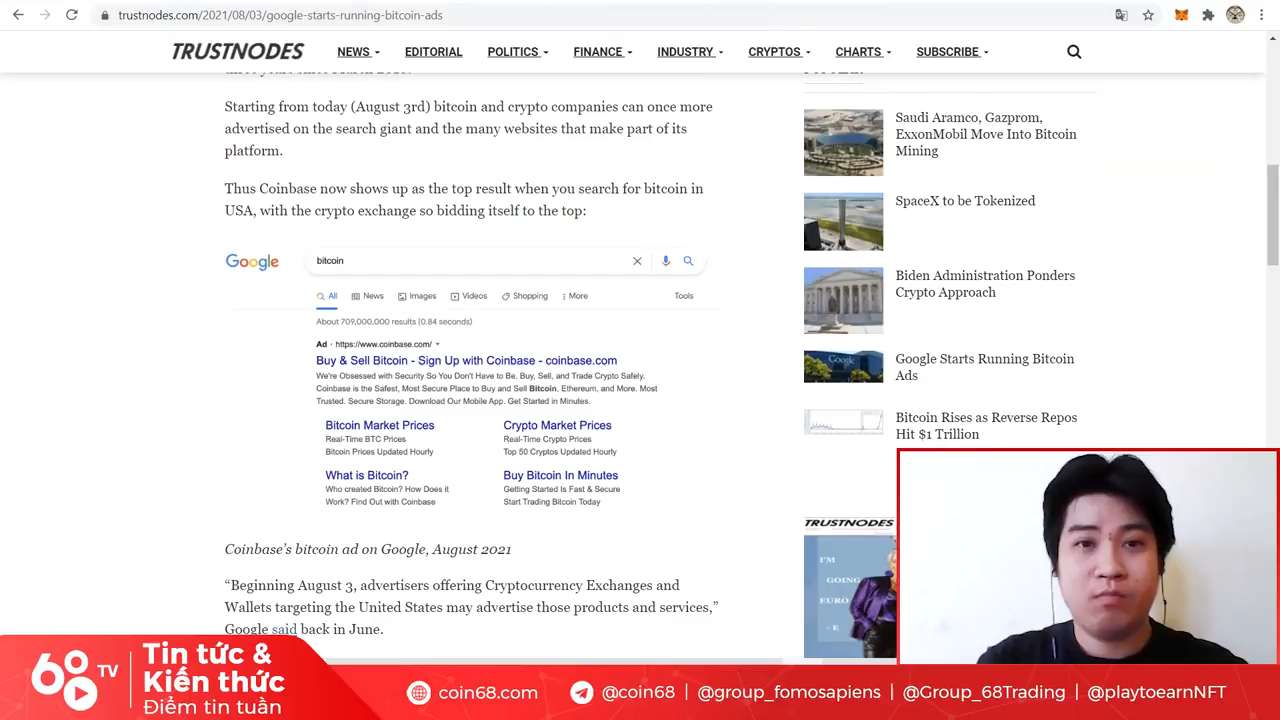 trustnodes.com/2021/08/03/google-starts-running-bitcoin-ads
TRUSTNODES
NEWS
EDITORIAL
POLITICS
FINANCE
INDUSTRY
CRYPTOS
CHARTS
SUBSCRIBE
Starting from today (August 3rd) bitcoin and crypto companies can once more
advertised on the search giant and the many websites that make part of its
platform.
Thus Coinbase now shows up as the top result when you search for bitcoin in
USA, with the crypto exchange so bidding itself to the top:
Google
bitcoin
All
News
Images
Videos
Shopping
More
Tools
About 709,000,000 results (0.84 seconds)
Ad · https://www.coinbase.com/
Buy & Sell Bitcoin - Sign Up with Coinbase - coinbase.com
We're Obsessed with Security So You Don't Have to Be. Buy, Sell, and Trade Crypto Safely.
Coinbase is the Safest, Most Secure Place to Buy and Sell Bitcoin, Ethereum, and More. Most
Trusted. Secure Storage. Download Our Mobile App. Get Started in Minutes.
Bitcoin Market Prices
Real-Time BTC Prices
Bitcoin Prices Updated Hourly
Crypto Market Prices
Real-Time Crypto Prices
Top 50 Cryptos Updated Hourly
What is Bitcoin?
Who created Bitcoin? How Does it
Work? Find Out with Coinbase
Buy Bitcoin In Minutes
Getting Started Is Fast & Secure
Start Trading Bitcoin Today
Coinbase's bitcoin ad on Google, August 2021
“Beginning August 3, advertisers offering Cryptocurrency Exchanges and
Wallets targeting the United States may advertise those products and services,”
Google said back in June.
Saudi Aramco, Gazprom,
ExxonMobil Move Into Bitcoin
Mining
SpaceX to be Tokenized
Biden Administration Ponders
Crypto Approach
Google Starts Running Bitcoin
Ads
Bitcoin Rises as Reverse Repos
Hit $1 Trillion
TRUSTNODES
I'M
GOING
EURO
- E
68 TV
Tin tức &
Kiến thức
Điểm tin tuần
coin68.com
@coin68 | @group_fomosapiens | @Group_68Trading | @playtoearnNFT